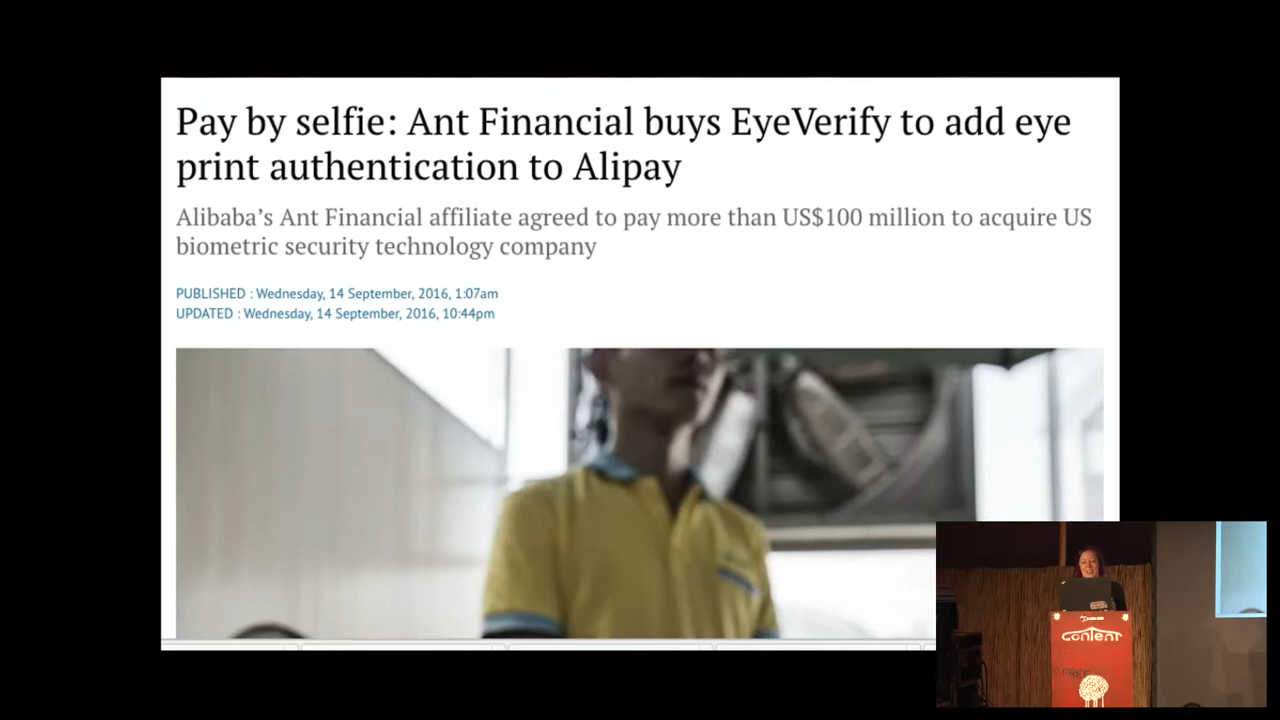 Pay by selfie: Ant Financial buys EyeVerify to add eye
print authentication to Alipay
Alibaba's Ant Financial affiliate agreed to pay more than US$100 million to acquire US
biometric security technology company
PUBLISHED : Wednesday, 14 September, 2016, 1:07am
UPDATED : Wednesday, 14 September, 2016, 10:44pm
content
FREE